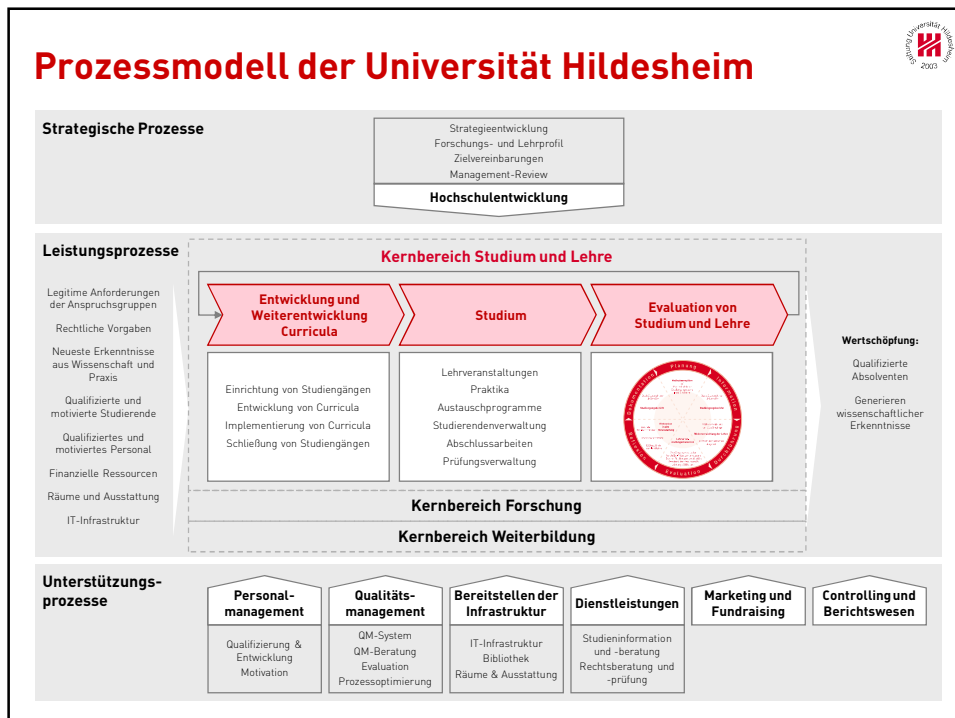 Prozessmodell der Universität Hildesheim
Stiftung Universität Hildesheim
2003
Strategische Prozesse
Strategieentwicklung
Forschungs- und Lehrprofil
Zielvereinbarungen
Management-Review
Hochschulentwicklung
Leistungsprozesse
Legitime Anforderungen
der Anspruchsgruppen
Rechtliche Vorgaben
Neueste Erkenntnisse
aus Wissenschaft und
Praxis
Qualifizierte und
motivierte Studierende
Qualifiziertes und
motiviertes Personal
Finanzielle Ressourcen
Räume und Ausstattung
IT-Infrastruktur
Kernbereich Studium und Lehre
Entwicklung und
Weiterentwicklung
Curricula
Einrichtung von Studiengängen
Entwicklung von Curricula
Implementierung von Curricula
Schließung von Studiengängen
Studium
Lehrveranstaltungen
Praktika
Austauschprogramme
Studierendenverwaltung
Abschlussarbeiten
Prüfungsverwaltung
Evaluation von
Studium und Lehre
Planung
Information
Durchführung
Evaluation
Dokumentation
Kernbereich Forschung
Kernbereich Weiterbildung
Wertschöpfung:
Qualifizierte
Absolventen
Generieren
wissenschaftlicher
Erkenntnisse
Unterstützungs-
prozesse
Personal-
management
Qualifizierung &
Entwicklung
Motivation
Qualitäts-
management
QM-System
QM-Beratung
Evaluation
Prozessoptimierung
Bereitstellen der
Infrastruktur
IT-Infrastruktur
Bibliothek
Räume & Ausstattung
Dienstleistungen
Studieninformation
und -beratung
Rechtsberatung und
-prüfung
Marketing und
Fundraising
Controlling und
Berichtswesen